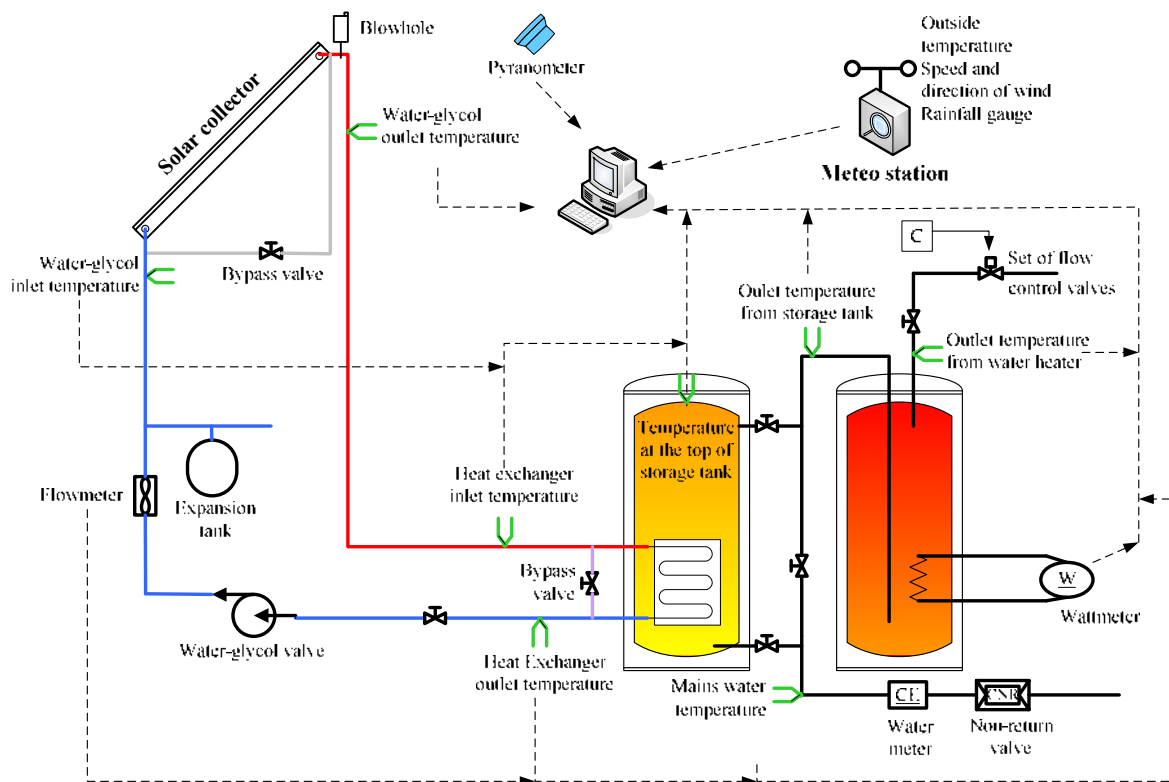 Blowhole
Pyranometer
Outside
temperature
Speed and
direction of wind
Rainfall gauge
Meteo station
Solar collector
Water-glycol
outlet temperature
Water-glycol
inlet temperature
Bypass valve
C
Set of flow
control valves
Oulet temperature
from storage tank
Outlet temperature
from water heater
Temperature
at the top of
storage tank
Flowmeter
Expansion
tank
Heat exchanger
inlet temperature
Bypass
valve
W
Wattmeter
Water-glycol valve
Heat Exchanger
outlet temperature
Mains water
temperature
CE
CNR
Water
meter
Non-return
valve